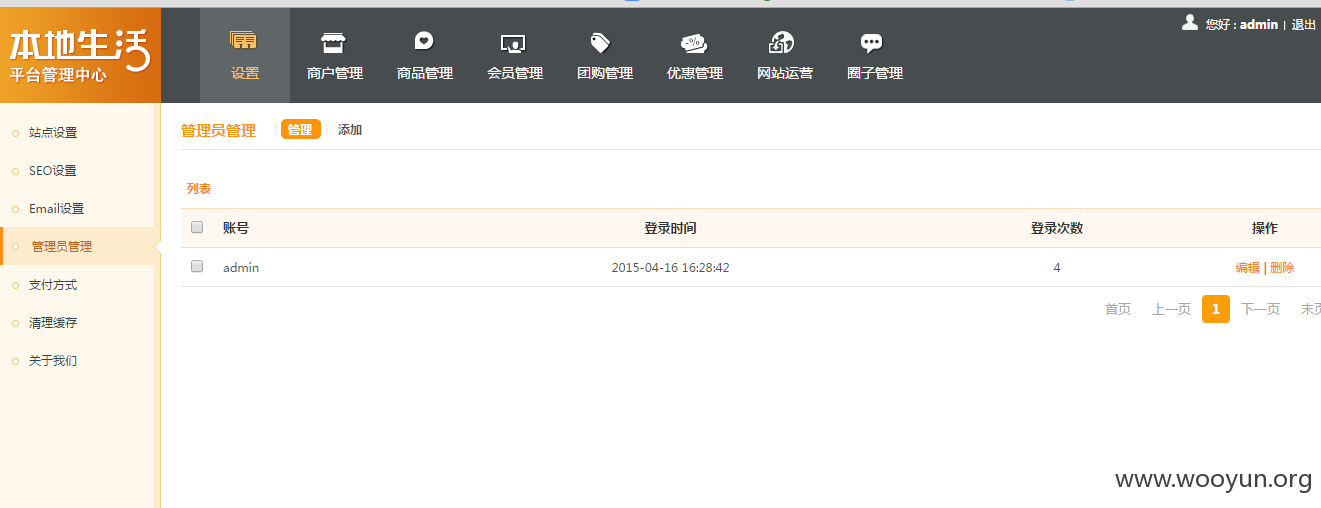 本地生活
平台管理中心
设置
商户管理
商品管理
会员管理
团购管理
优惠管理
网站运营
圈子管理
您好 : admin | 退出
站点设置
SEO设置
Email设置
管理员管理
支付方式
清理缓存
关于我们
管理员管理 | 管理 | 添加
列表
账号 登录时间 登录次数 操作
admin 2015-04-16 16:28:42 4 编辑 | 删除
首页 上一页 1 下一页 末页
www.wooyun.org